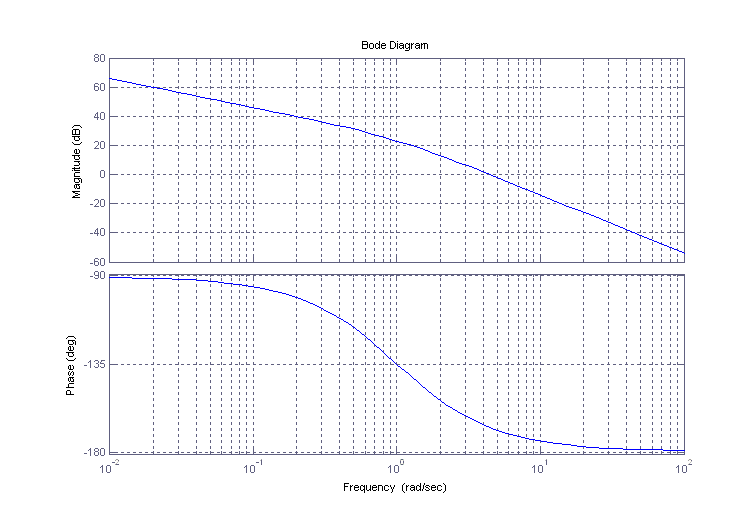 Bode Diagram
Magnitude (dB)
80
60
40
20
0
-20
-40
-60
Phase (deg)
-90
-135
-180
10^-2 10^-1 10^0 10^1 10^2
Frequency (rad/sec)